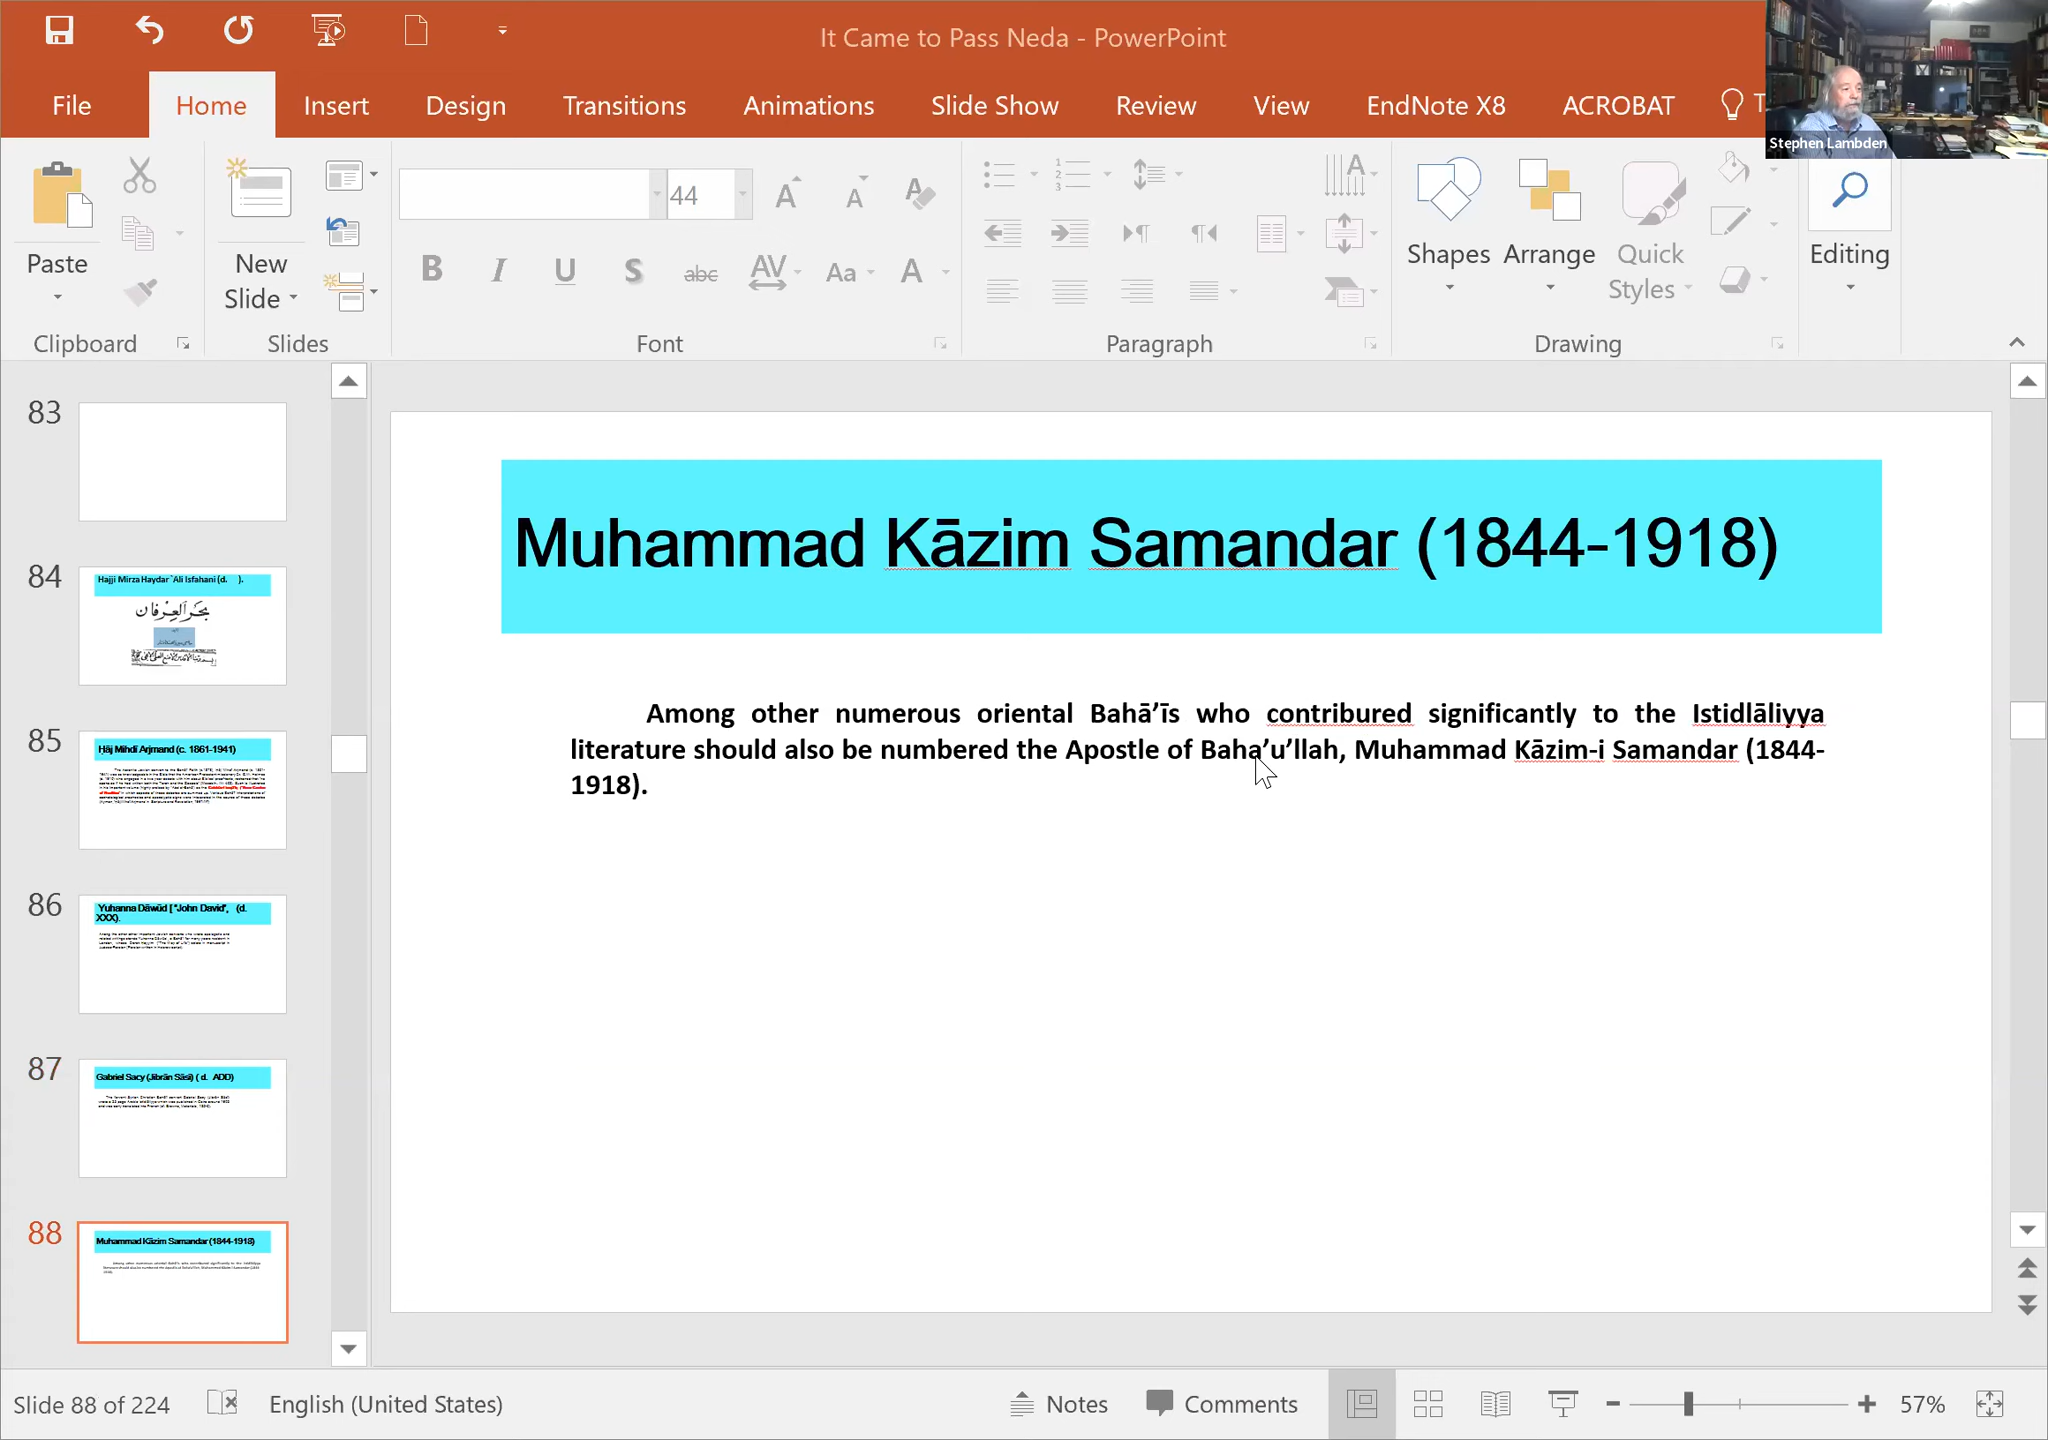 It Came to Pass Neda - PowerPoint
File Home Insert Design Transitions Animations Slide Show Review View EndNote X8 ACROBAT T
Stephen Lambden
Paste
New
Slide
44
B I U S abc AV Aa A
Shapes Arrange Quick
Styles
Editing
Clipboard Slides Font Paragraph Drawing
83
84
Hajji Mirza Haydar `Ali Isfahani (d. ).
بحر العرفان
85
Hāj Mihdī Arjmand (c. 1861-1941)
86
Yuhanna Dāwūd [ "John David", (d.
XXX).
87
Gabriel Sacy (Jibrān Sāsī) ( d. ADD)
88
Muhammad Kāzim Samandar (1844-1918)
Muhammad Kāzim Samandar (1844-1918)
Among other numerous oriental Bahā’īs who contribured significantly to the Istidlāliyya
literature should also be numbered the Apostle of Baha’u’llah, Muhammad Kāzim-i Samandar (1844-
1918).
Slide 88 of 224 English (United States) Notes Comments 57%